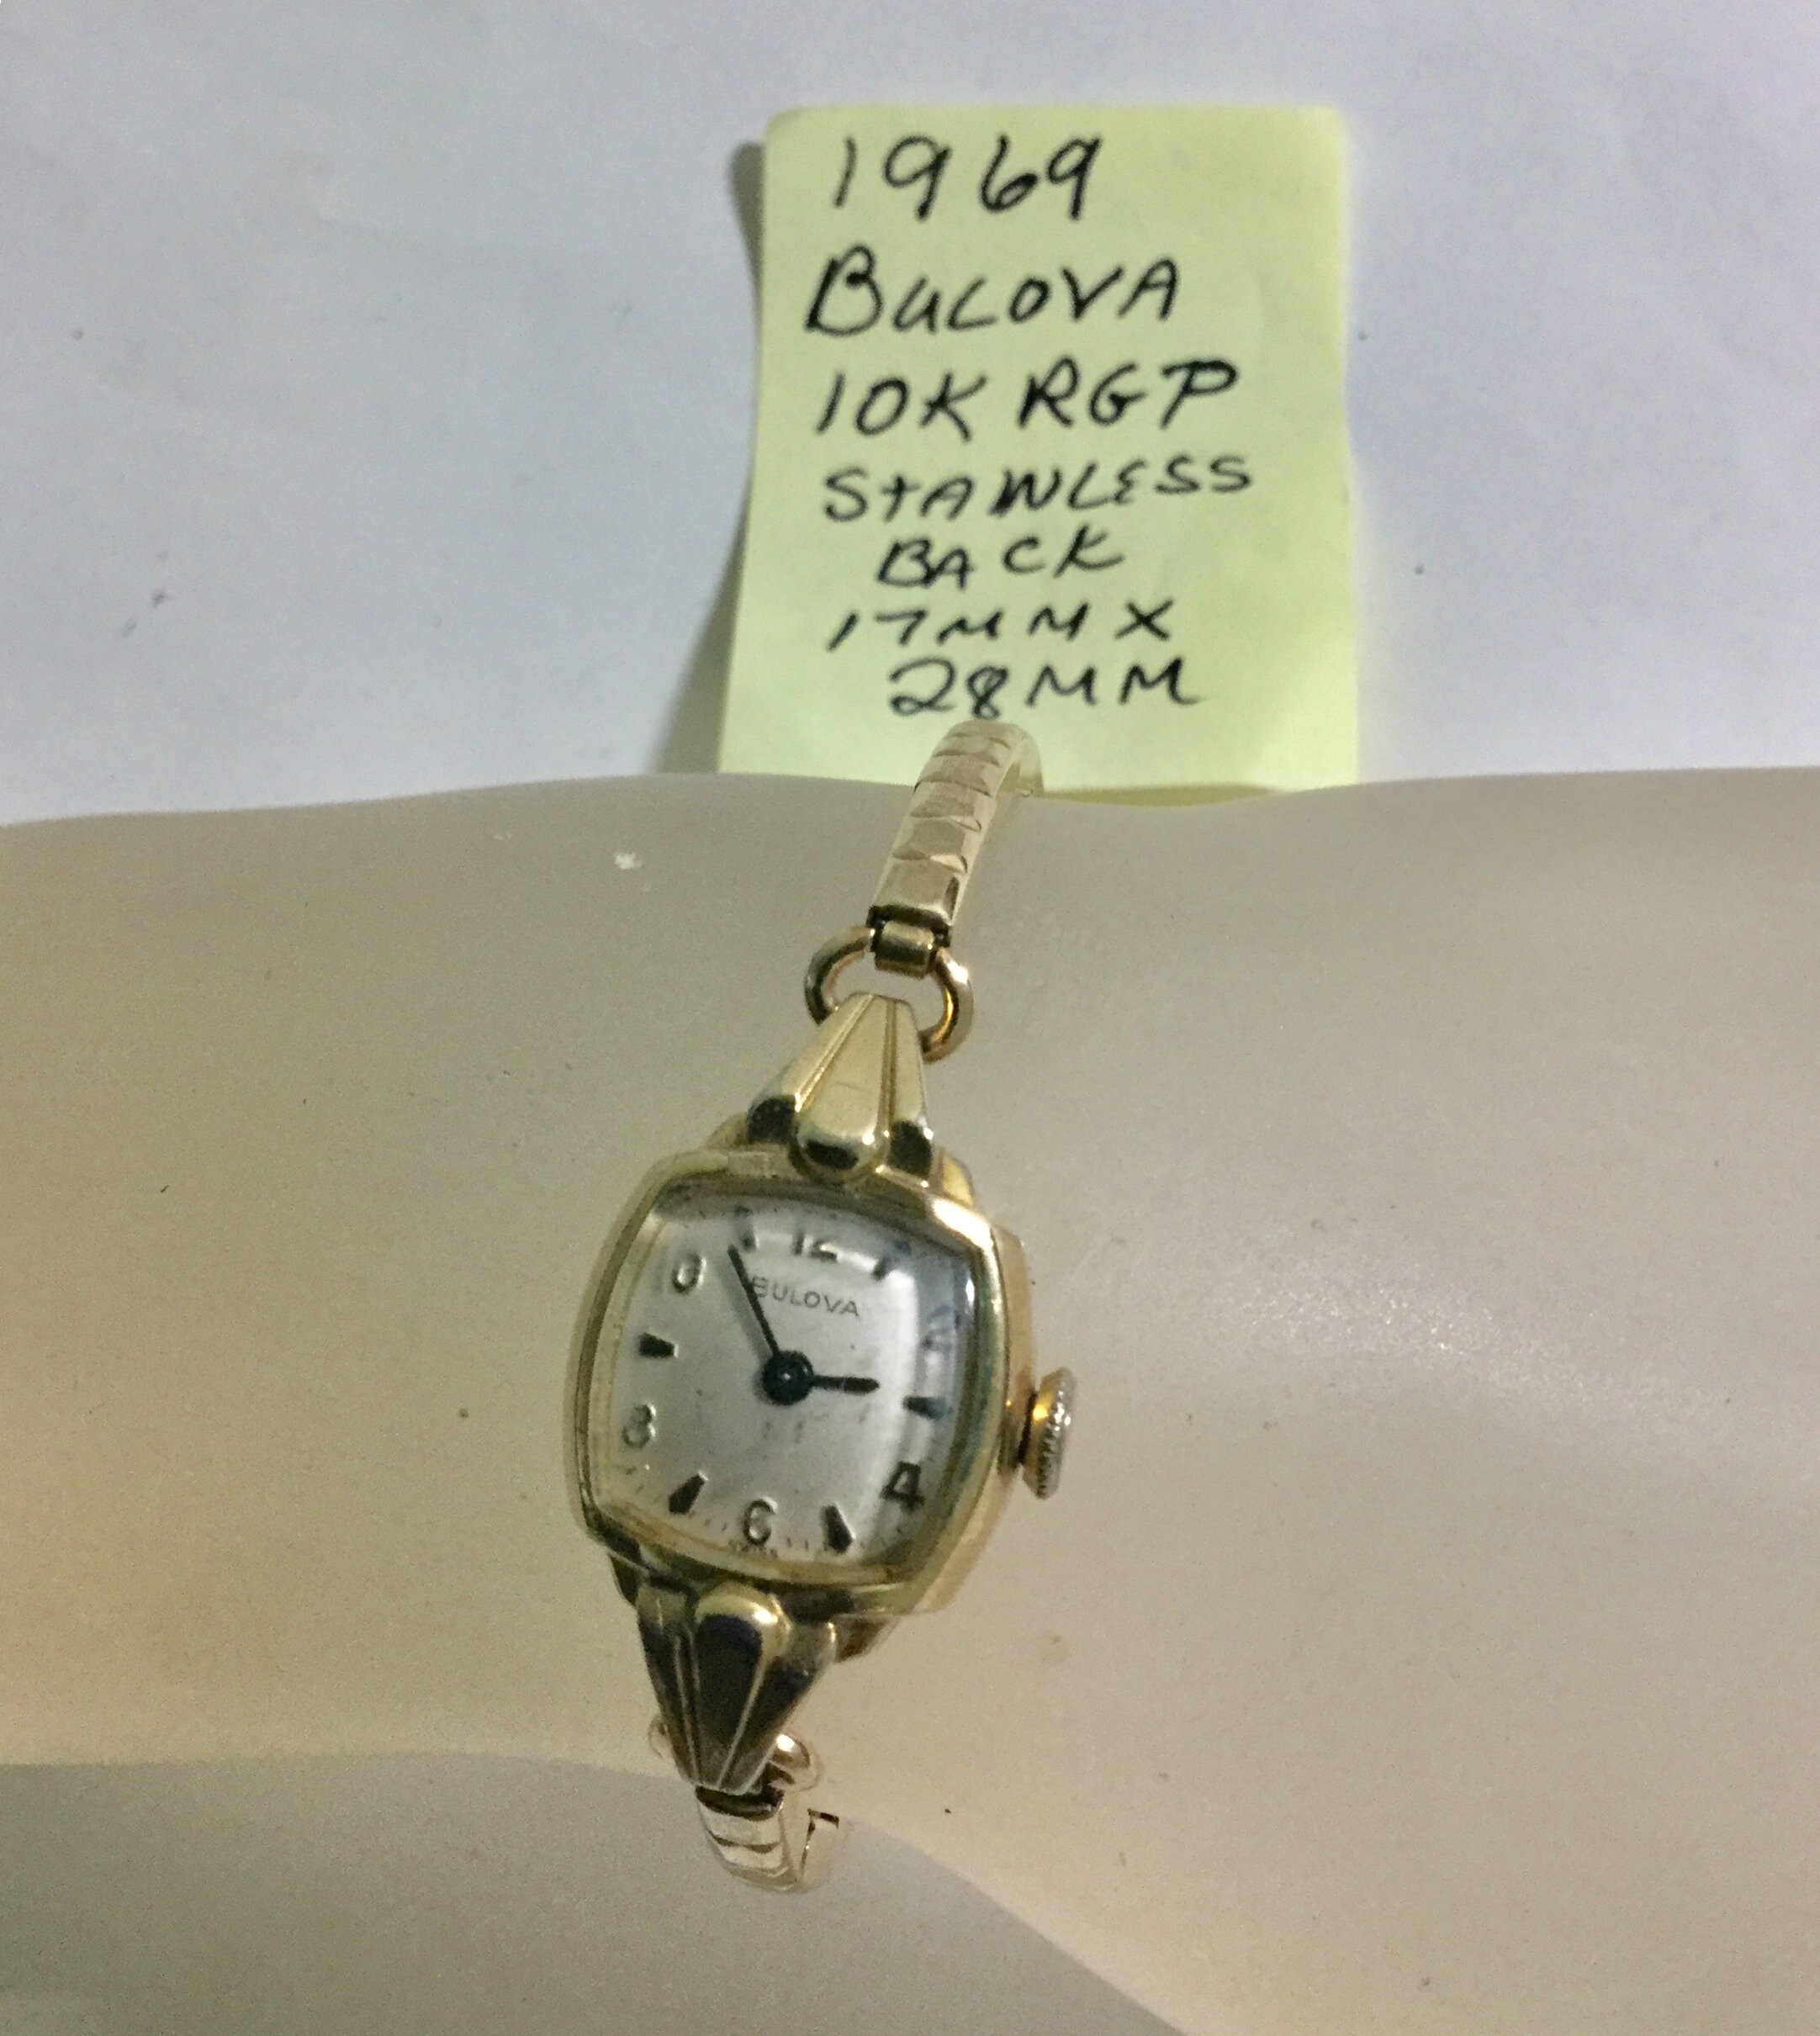 1969
BULOVA
10K RGP
STAINLESS
BACK
17MM X
28MM
12
BULOVA
10
2
8
4
6